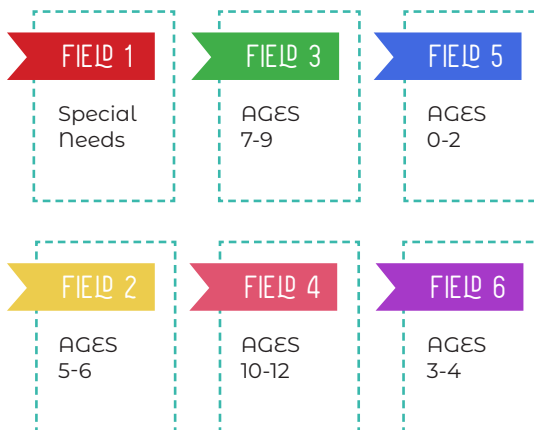 FIELD 1
Special
Needs
FIELD 3
AGES
7-9
FIELD 5
AGES
0-2
FIELD 2
AGES
5-6
FIELD 4
AGES
10-12
FIELD 6
AGES
3-4